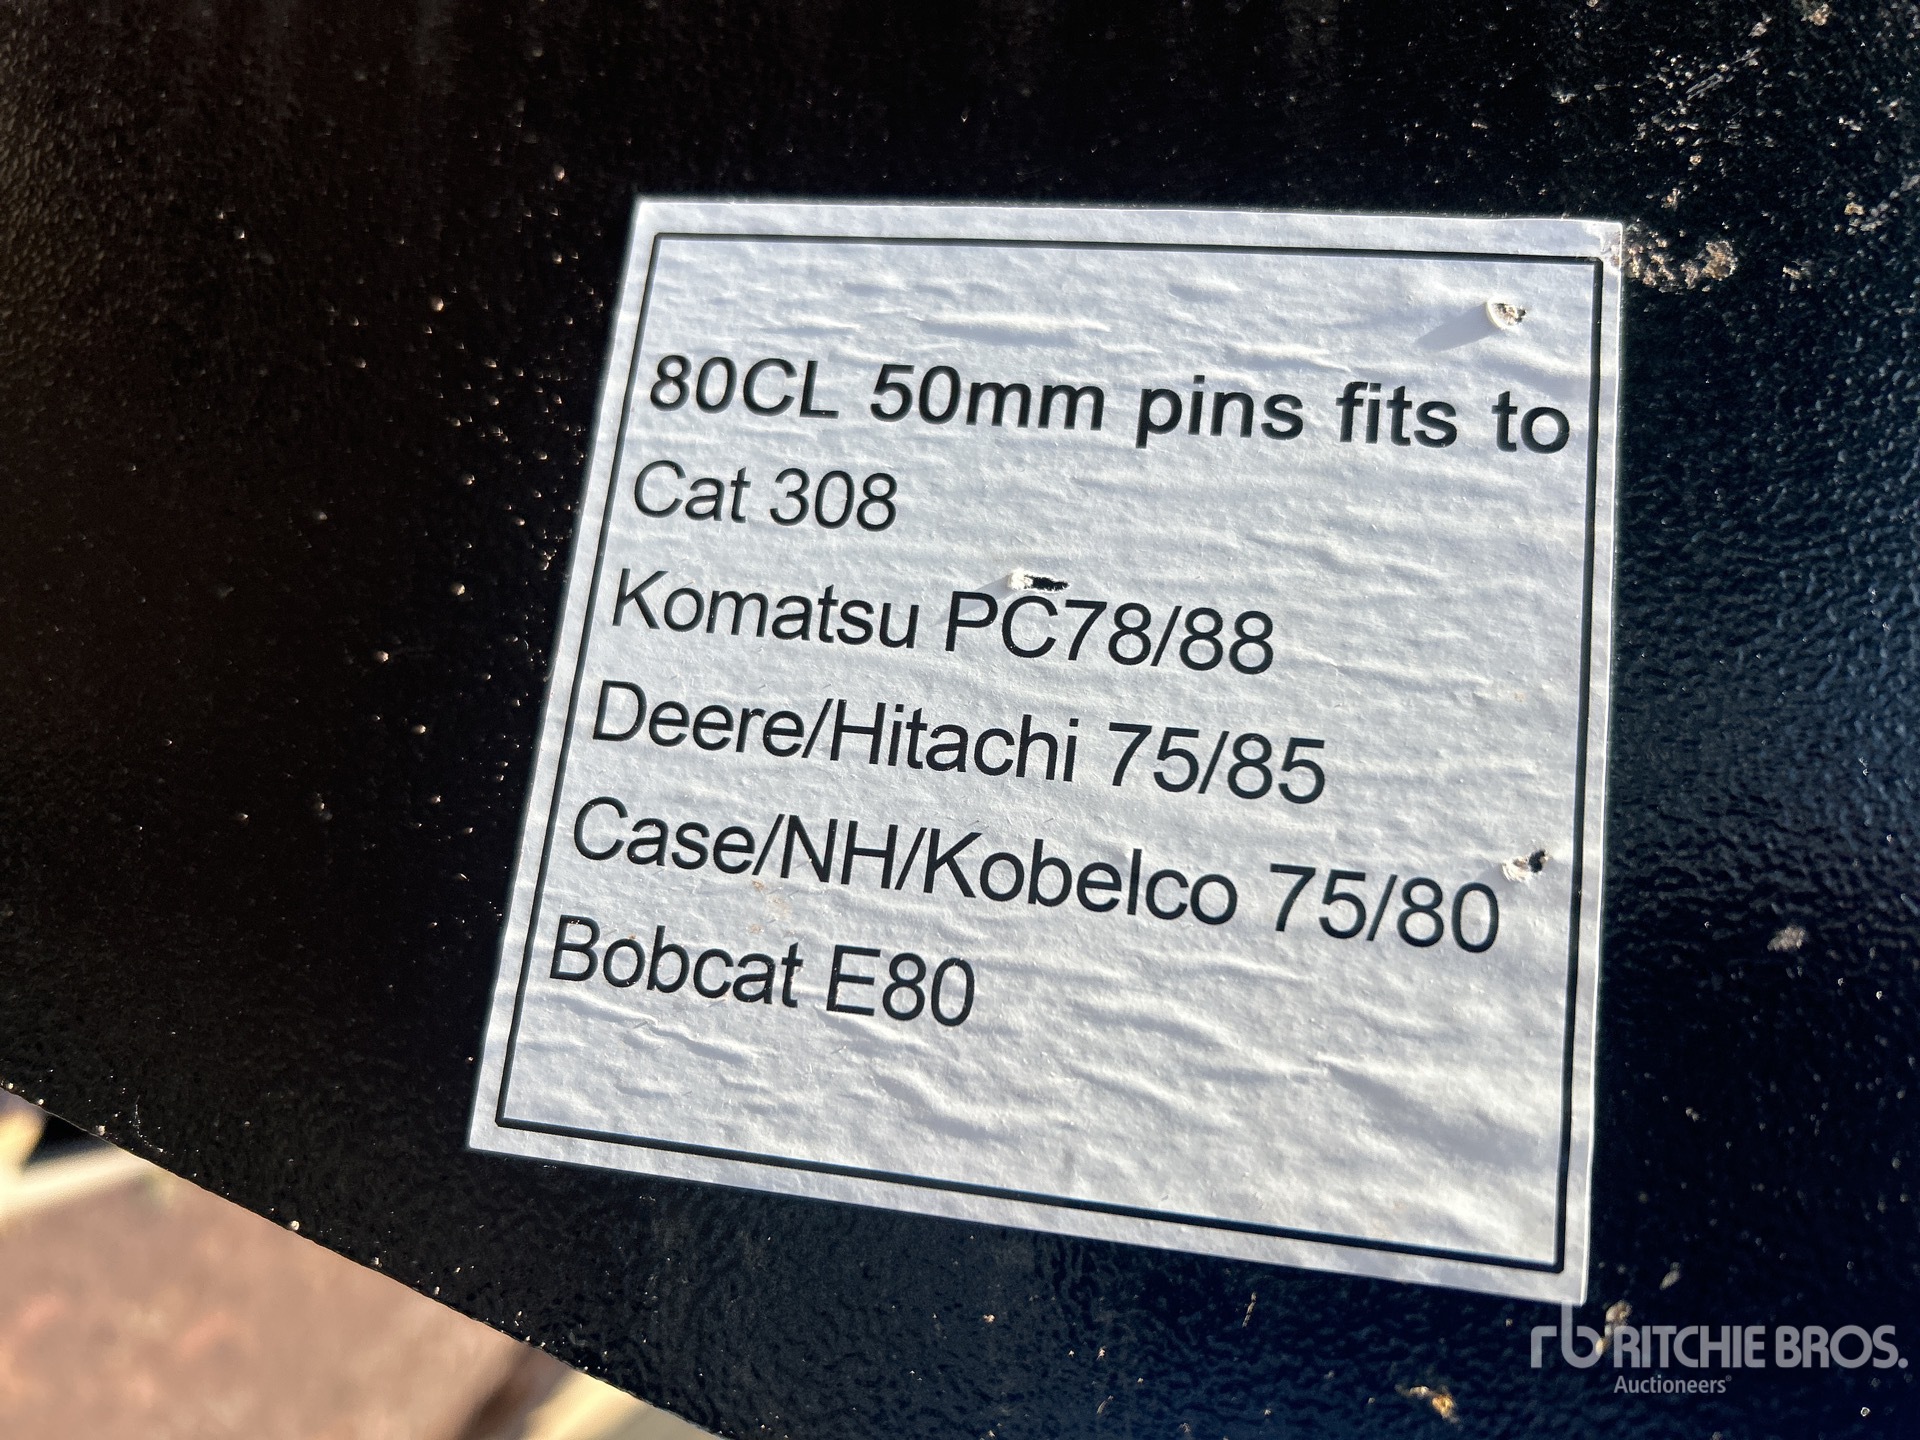 80CL 50mm pins fits to
Cat 308
Komatsu PC78/88
Deere/Hitachi 75/85
Case/NH/Kobelco 75/80
Bobcat E80
rb RITCHIE BROS.
Auctioneers